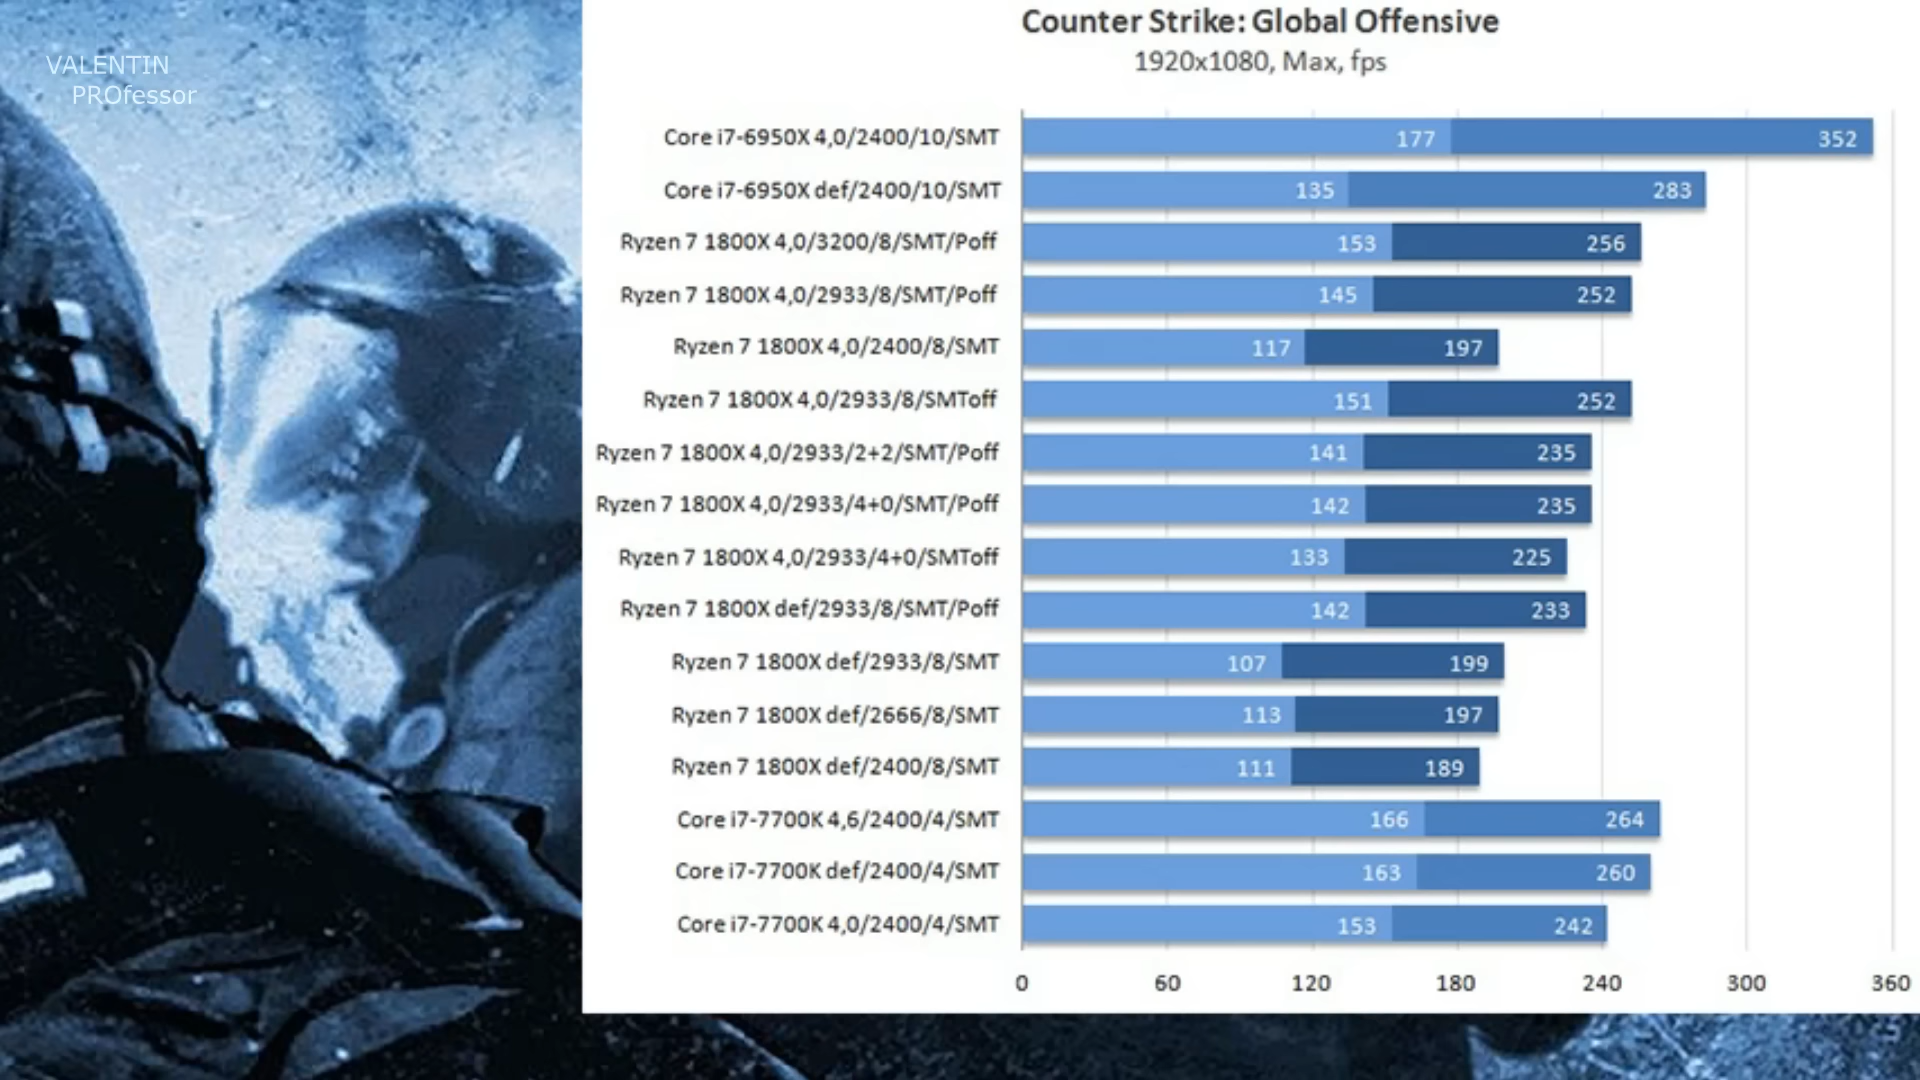 VALENTIN
PROfessor
Counter Strike: Global Offensive
1920x1080, Max, fps
Core i7-6950X 4,0/2400/10/SMT 177 352
Core i7-6950X def/2400/10/SMT 135 283
Ryzen 7 1800X 4,0/3200/8/SMT/Poff 153 256
Ryzen 7 1800X 4,0/2933/8/SMT/Poff 145 252
Ryzen 7 1800X 4,0/2400/8/SMT 117 197
Ryzen 7 1800X 4,0/2933/8/SMToff 151 252
Ryzen 7 1800X 4,0/2933/2+2/SMT/Poff 141 235
Ryzen 7 1800X 4,0/2933/4+0/SMT/Poff 142 235
Ryzen 7 1800X 4,0/2933/4+0/SMToff 133 225
Ryzen 7 1800X def/2933/8/SMT/Poff 142 233
Ryzen 7 1800X def/2933/8/SMT 107 199
Ryzen 7 1800X def/2666/8/SMT 113 197
Ryzen 7 1800X def/2400/8/SMT 111 189
Core i7-7700K 4,6/2400/4/SMT 166 264
Core i7-7700K def/2400/4/SMT 163 260
Core i7-7700K 4,0/2400/4/SMT 153 242
0 60 120 180 240 300 360